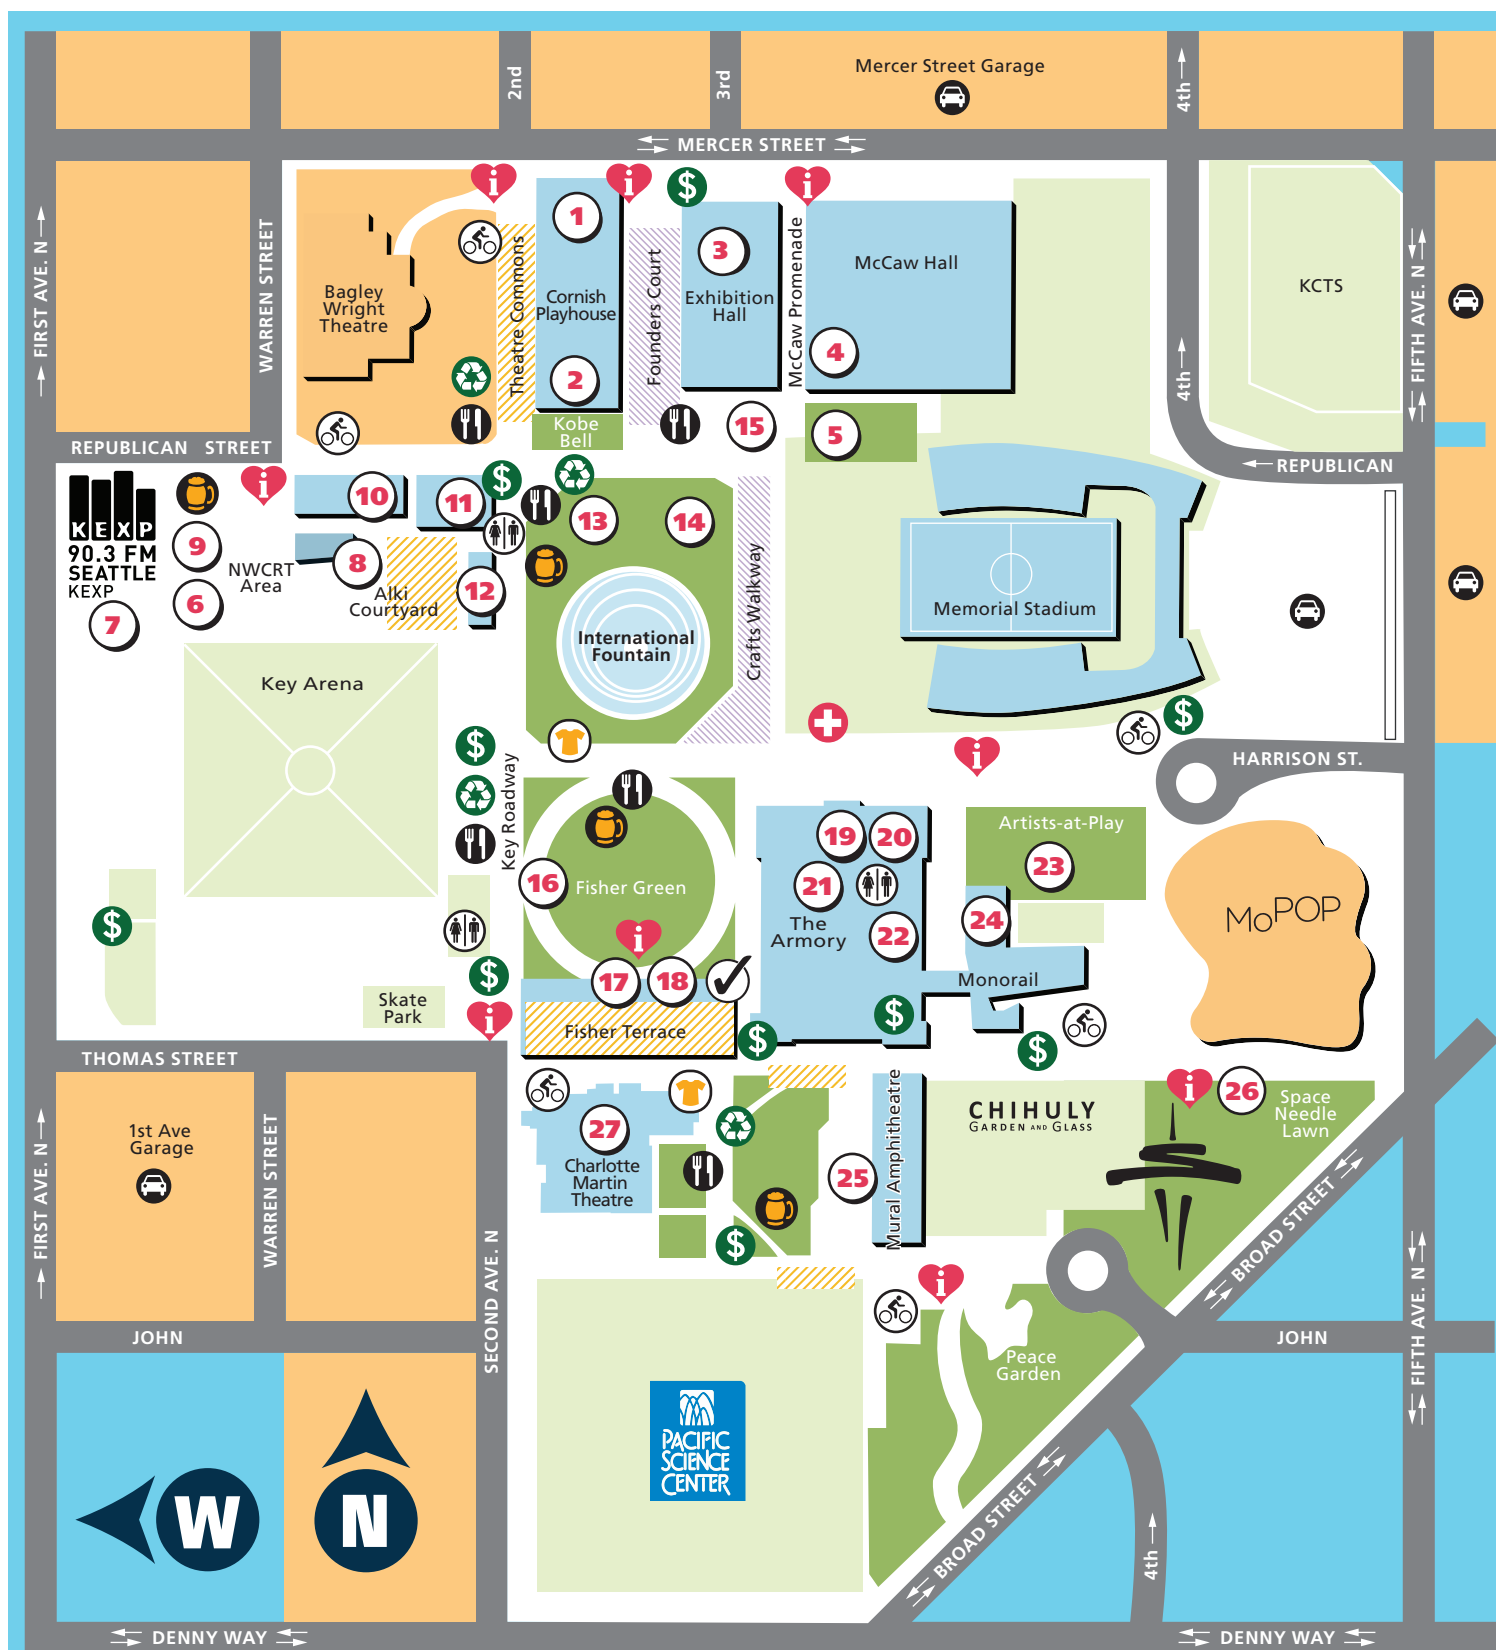 Mercer Street Garage
2nd
3rd
4th
MERCER STREET
FIRST AVE. N
WARREN STREET
Bagley
Wright
Theatre
Theatre Commons
1
Cornish
Playhouse
2
Kobe
Bell
Founders Court
$
3
Exhibition
Hall
McCaw Promenade
McCaw Hall
4
5
15
4th
KCTS
FIFTH AVE. N
REPUBLICAN STREET
REPUBLICAN
KEXP
90.3 FM
SEATTLE
KEXP
7
9
6
NWCRT
Area
10
11
$
8
Alki
Courtyard
12
13
14
International
Fountain
Crafts Walkway
Memorial Stadium
Key Arena
$
Key Roadway
$
HARRISON ST.
16
Fisher Green
17
18
Fisher Terrace
19
20
21
22
The
Armory
$
Artists-at-Play
23
24
Monorail
$
MoPOP
$
$
$
Skate
Park
THOMAS STREET
1st Ave
Garage
FIRST AVE. N
WARREN STREET
SECOND AVE. N
27
Charlotte
Martin
Theatre
$
25
Mural Amphitheatre
CHIHULY
GARDEN AND GLASS
26
Space
Needle
Lawn
BROAD STREET
FIFTH AVE. N
JOHN
JOHN
Peace
Garden
PACIFIC
SCIENCE
CENTER
BROAD STREET
4th
W
N
DENNY WAY
DENNY WAY